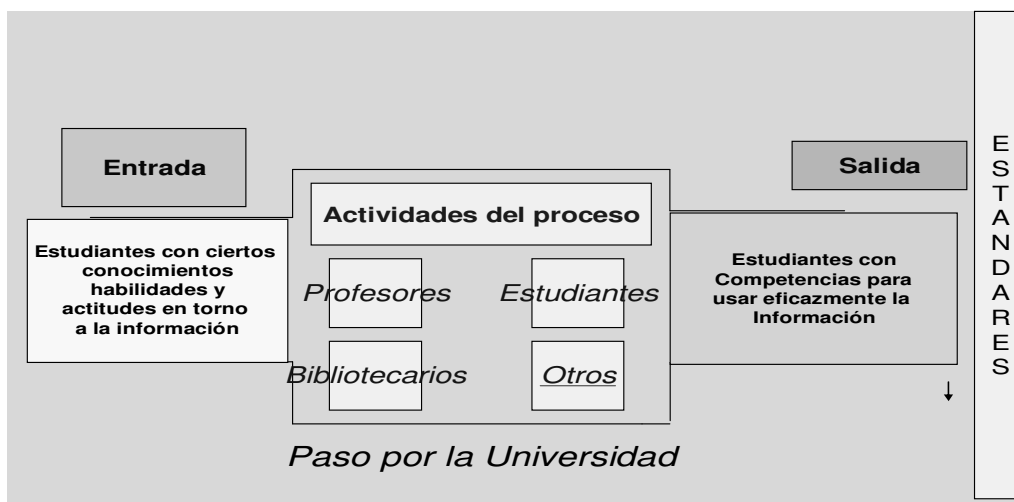 Entrada
Estudiantes con ciertos
conocimientos
habilidades y
actitudes en torno
a la información
Actividades del proceso
Profesores
Estudiantes
Bibliotecarios
Otros
Paso por la Universidad
Salida
Estudiantes con
Competencias para
usar eficazmente la
Información
E
S
T
A
N
D
A
R
E
S